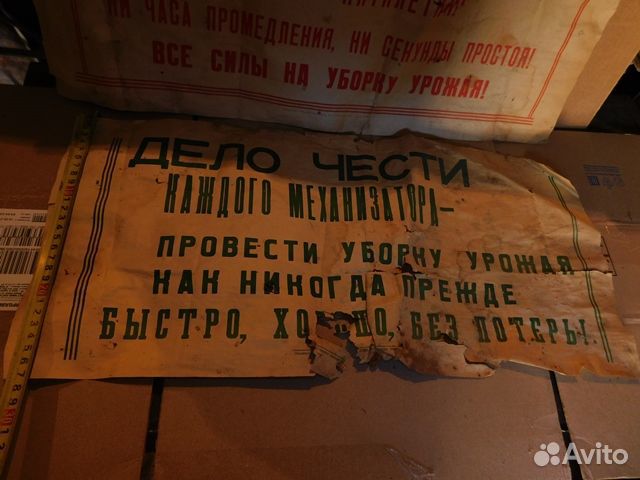 НИ ЧАСА ПРОМЕДЛЕНИЯ, НИ СЕКУНДЫ ПРОСТОЯ!
ВСЕ СИЛЫ НА УБОРКУ УРОЖАЯ!
ДЕЛО ЧЕСТИ
КАЖДОГО МЕХАНИЗАТОРА-
ПРОВЕСТИ УБОРКУ УРОЖАЯ
КАК НИКОГДА ПРЕЖДЕ
БЫСТРО, ХОРОШО, БЕЗ ПОТЕРЬ!
Avito